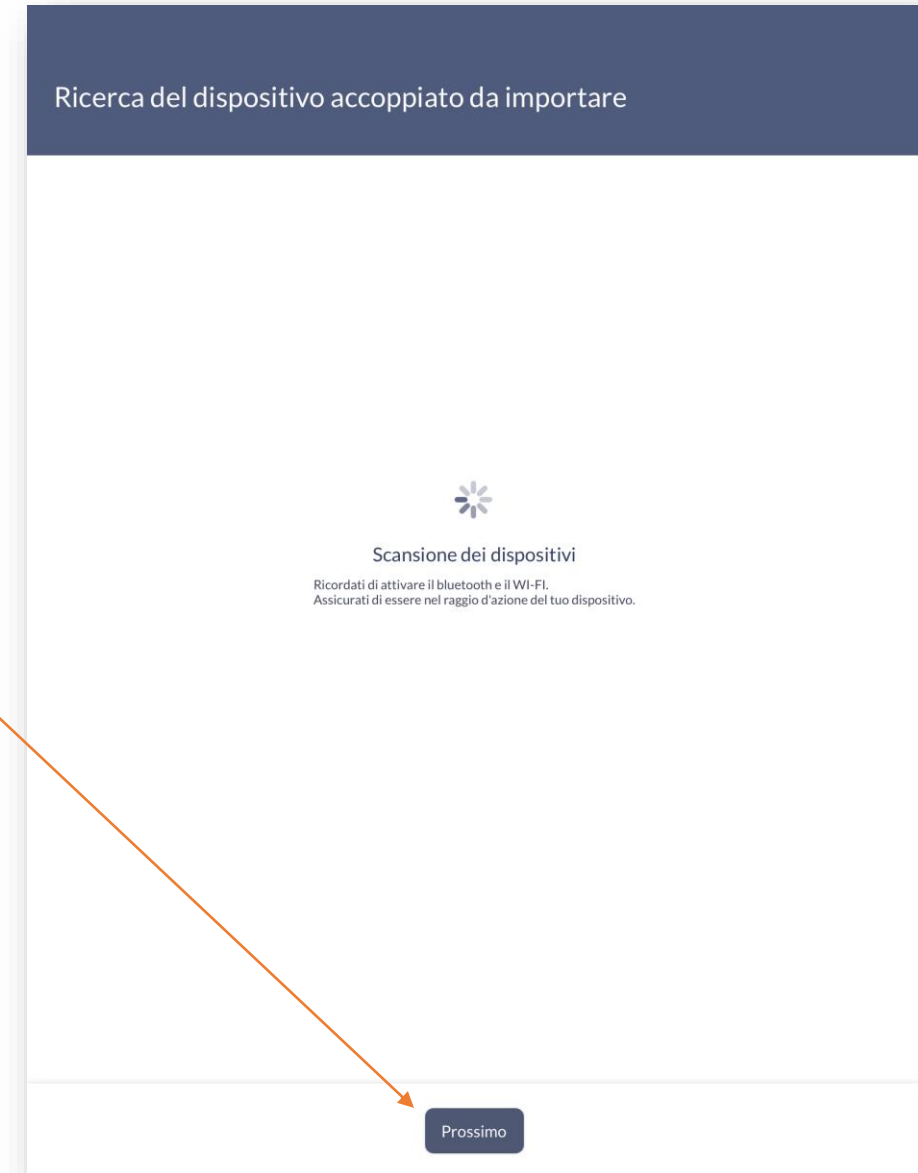 Ricerca del dispositivo accoppiato da importare
Scansione dei dispositivi
Ricordati di attivare il bluetooth e il WI-FI.
Assicurati di essere nel raggio d'azione del tuo dispositivo.
Prossimo